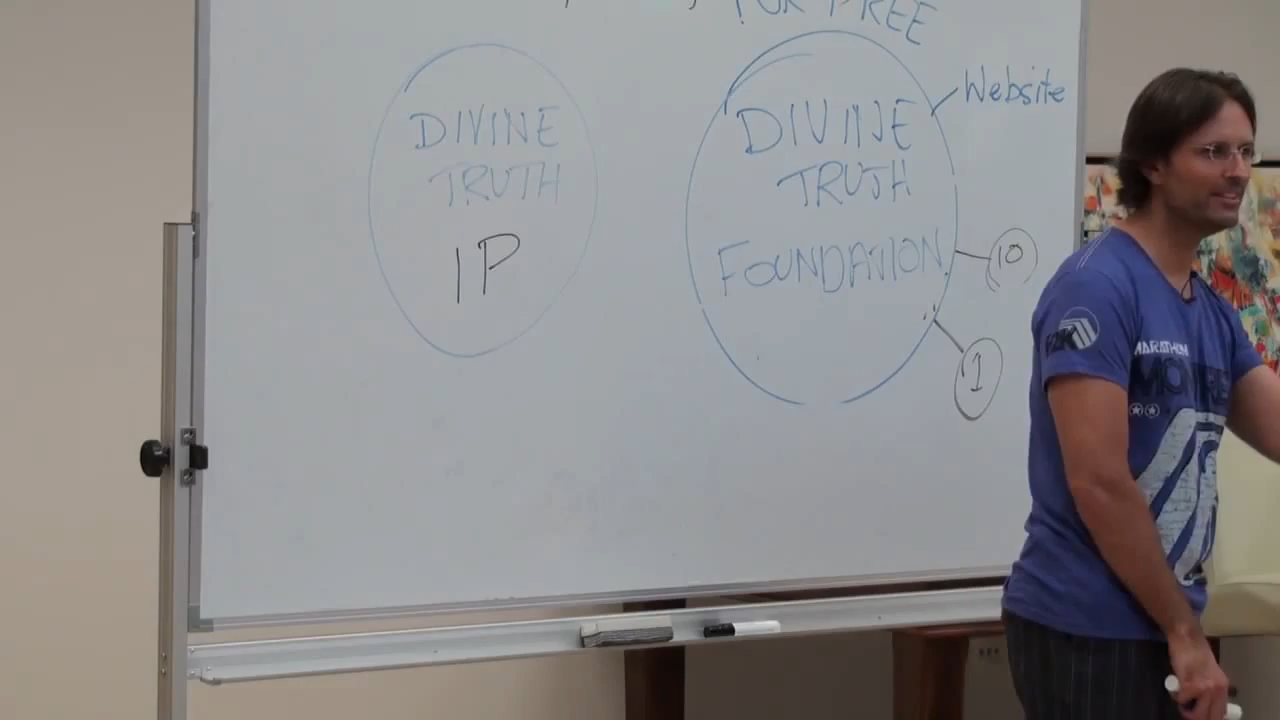 FOR FREE
DIVINE
TRUTH
IP
DIVINE
TRUTH
FOUNDATION
Website
10
1
MARATHON